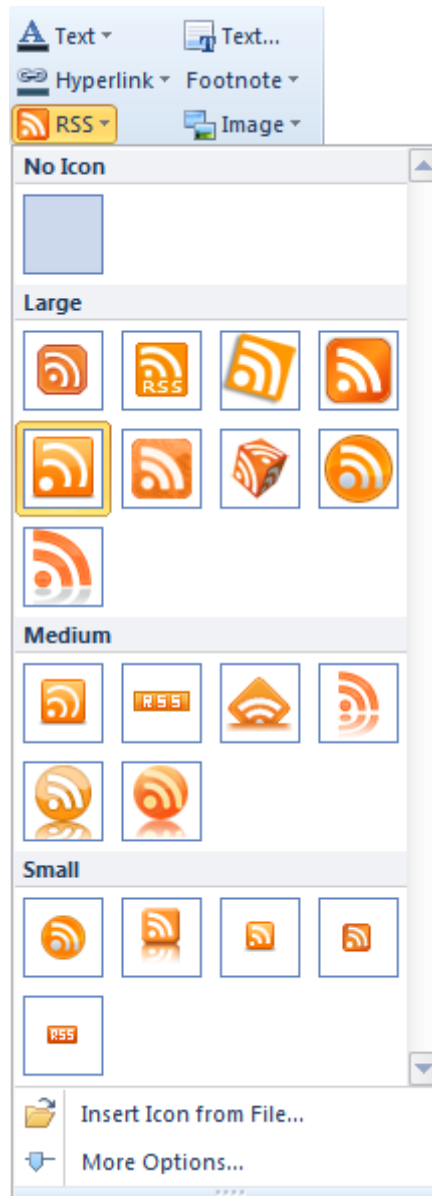 Text Text...
Hyperlink Footnote
RSS Image
No Icon
Large
RSS
Medium
RSS
Small
RSS
Insert Icon from File...
More Options...